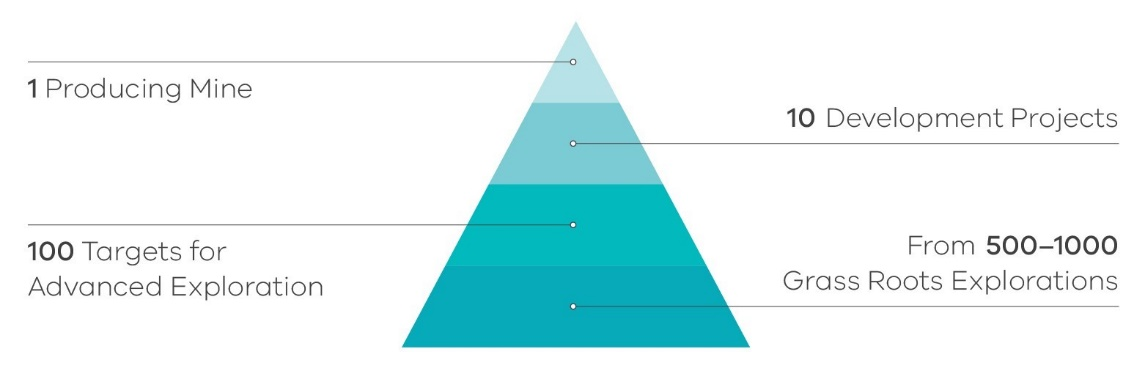 1 Producing Mine
10 Development Projects
100 Targets for
Advanced Exploration
From 500–1000
Grass Roots Explorations